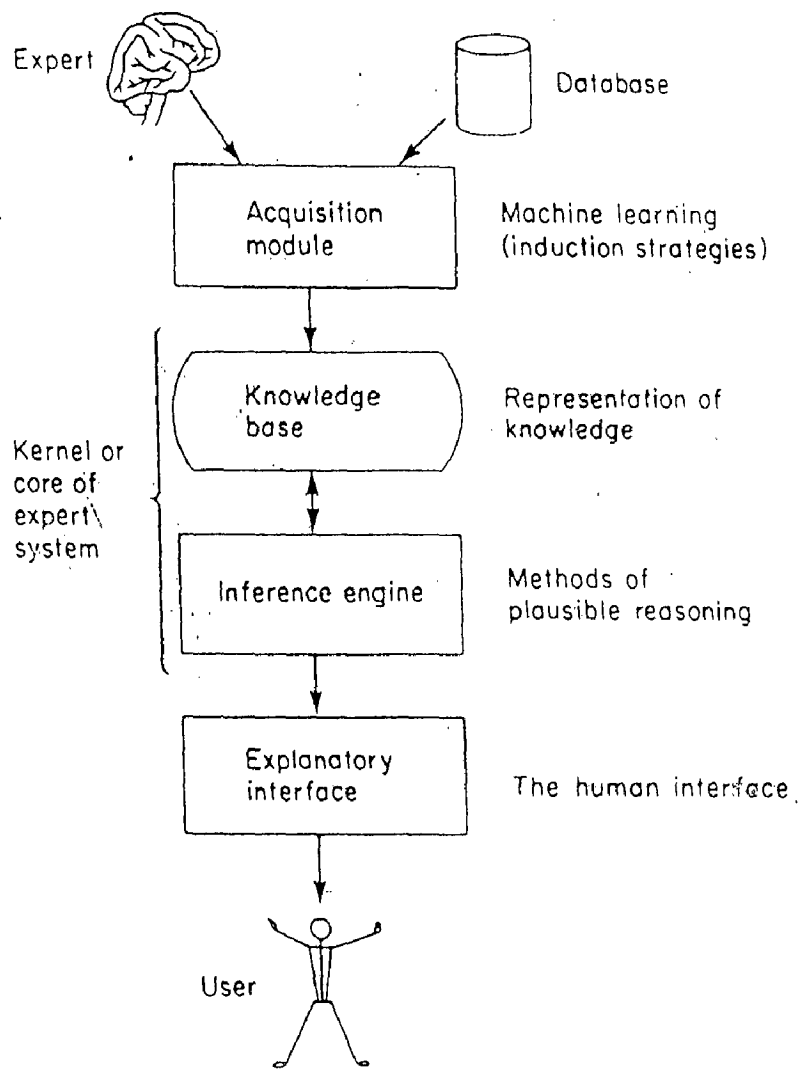 Expert
Database
Acquisition
module
Machine learning
(induction strategies)
Knowledge
base
Representation of
knowledge
Kernel or
core of
expert
system
Inference engine
Methods of
plausible reasoning
Explanatory
interface
The human interface
User